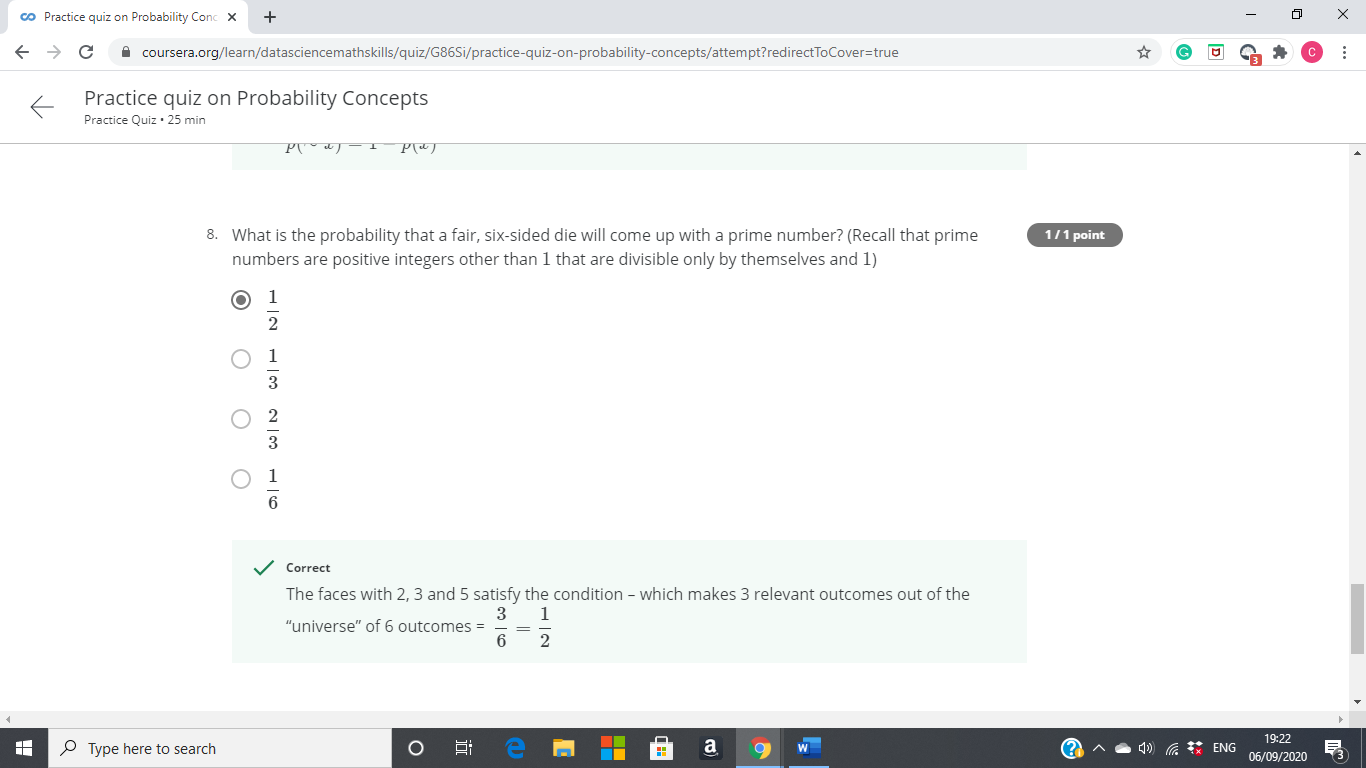 Practice quiz on Probability Conc
coursera.org/learn/datasciencemathskills/quiz/G86Si/practice-quiz-on-probability-concepts/attempt?redirectToCover=true
3
C
Practice quiz on Probability Concepts
Practice Quiz • 25 min
p(~ x) = 1 − p(x)
8. What is the probability that a fair, six-sided die will come up with a prime number? (Recall that prime
numbers are positive integers other than 1 that are divisible only by themselves and 1)
1 / 1 point
1/2
1/3
2/3
1/6
Correct
The faces with 2, 3 and 5 satisfy the condition – which makes 3 relevant outcomes out of the
“universe” of 6 outcomes = 3/6 = 1/2
Type here to search
ENG
19:22
06/09/2020
3